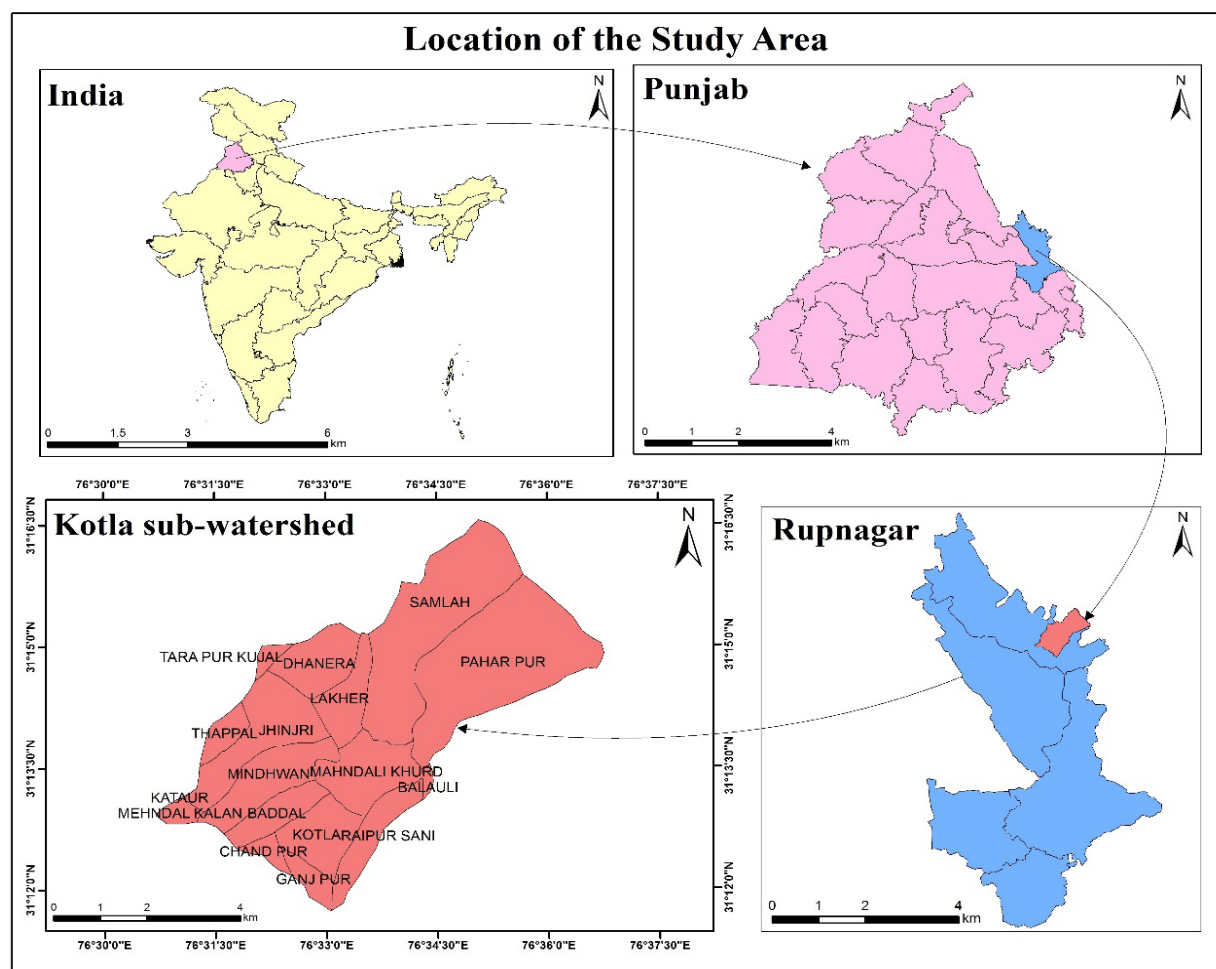 Location of the Study Area
India
N
0 1.5 3 6
km
Punjab
N
0 1 2 4
km
76°30'0"E 76°31'30"E 76°33'0"E 76°34'30"E 76°36'0"E 76°37'30"E
Kotla sub-watershed
N
31°16'30"N 31°16'30"N
31°15'0"N 31°15'0"N
31°13'30"N 31°13'30"N
31°12'0"N 31°12'0"N
SAMLAH
TARA PUR KUJAL
DHANERA
PAHAR PUR
LAKHER
THAPPAL
JHINJRI
MINDHWAN
MAHNDALI KHURD
BALAULI
KATAUR
MEHNDAL KALAN
BADDAL
KOTLA
RAIPUR SANI
CHAND PUR
GANJ PUR
0 1 2 4
km
76°30'0"E 76°31'30"E 76°33'0"E 76°34'30"E 76°36'0"E 76°37'30"E
Rupnagar
N
0 1 2 4
km